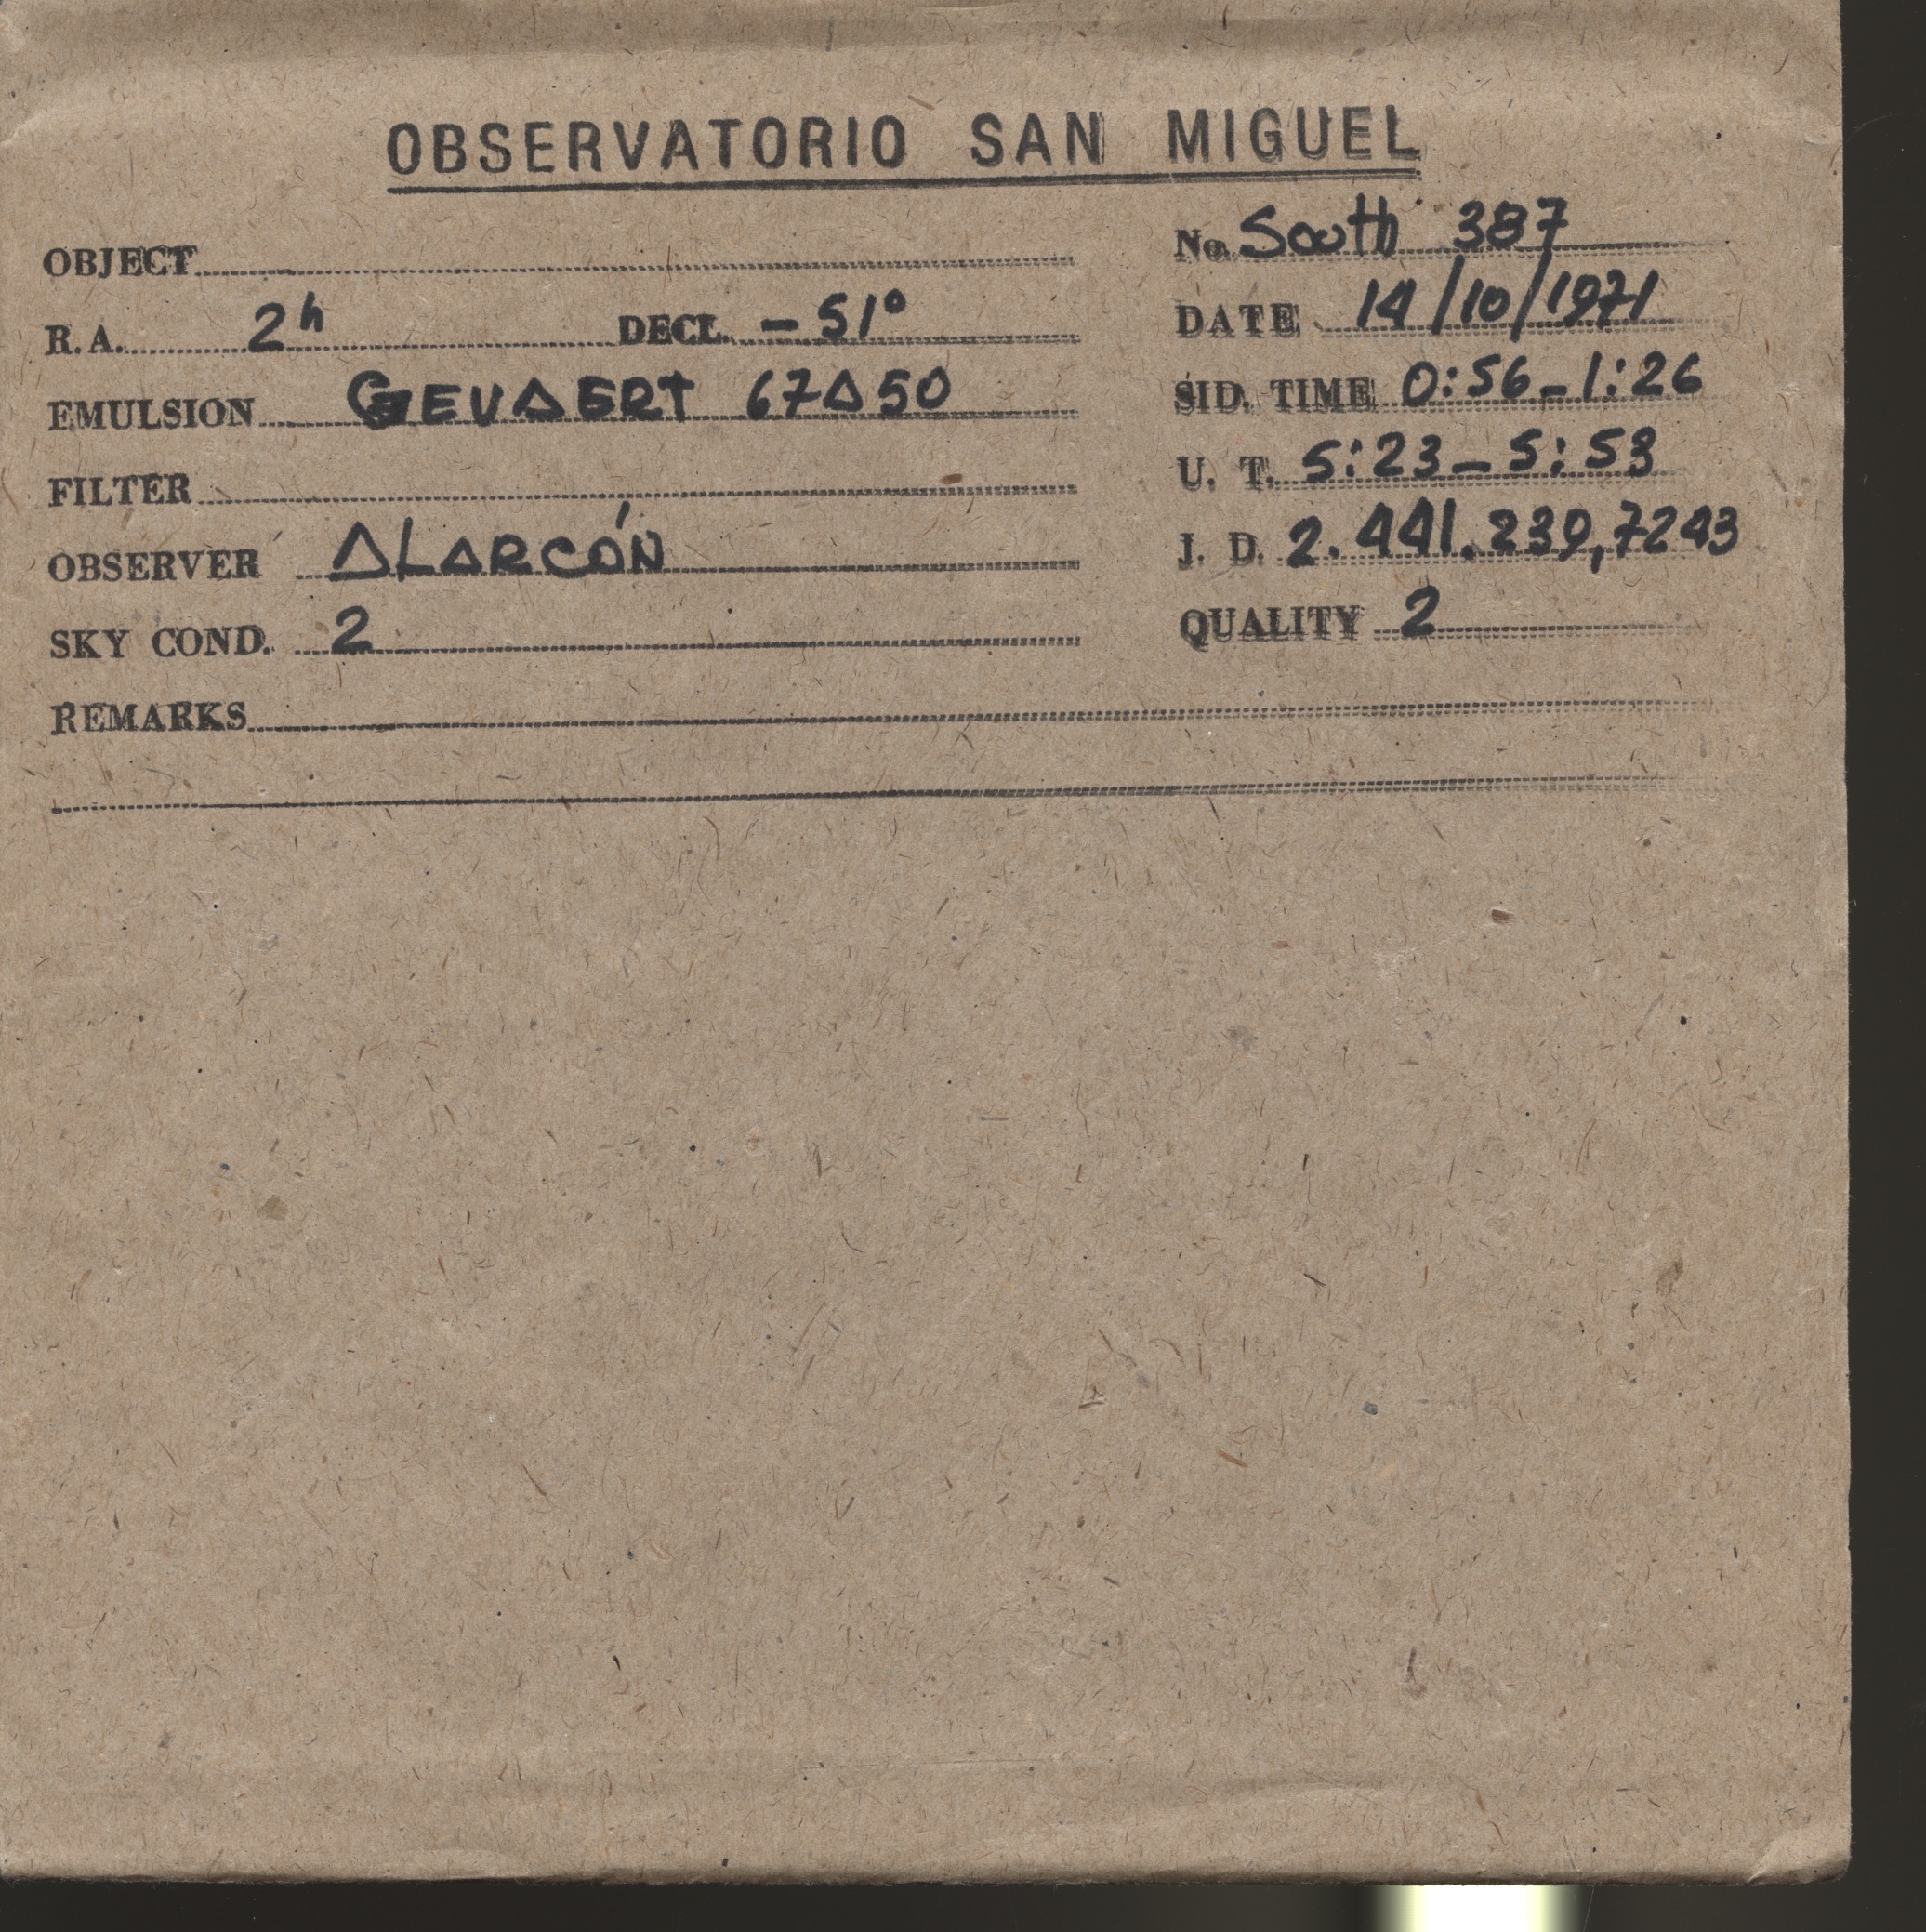 OBSERVATORIO SAN MIGUEL
OBJECT
No. South 387
R.A. 2h DECL. -51°
DATE 14/10/1971
EMULSION GEVAERT 67A50
SID. TIME 0:56-1:26
FILTER
U. T. 5:23-5:53
OBSERVER ALARCÓN
J. D. 2.441.239,7243
SKY COND. 2
QUALITY 2
REMARKS